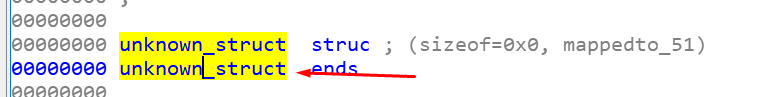 00000000 ;
00000000
00000000 unknown_struct struc ; (sizeof=0x0, mappedto_51)
00000000 unknown_struct ends
00000000